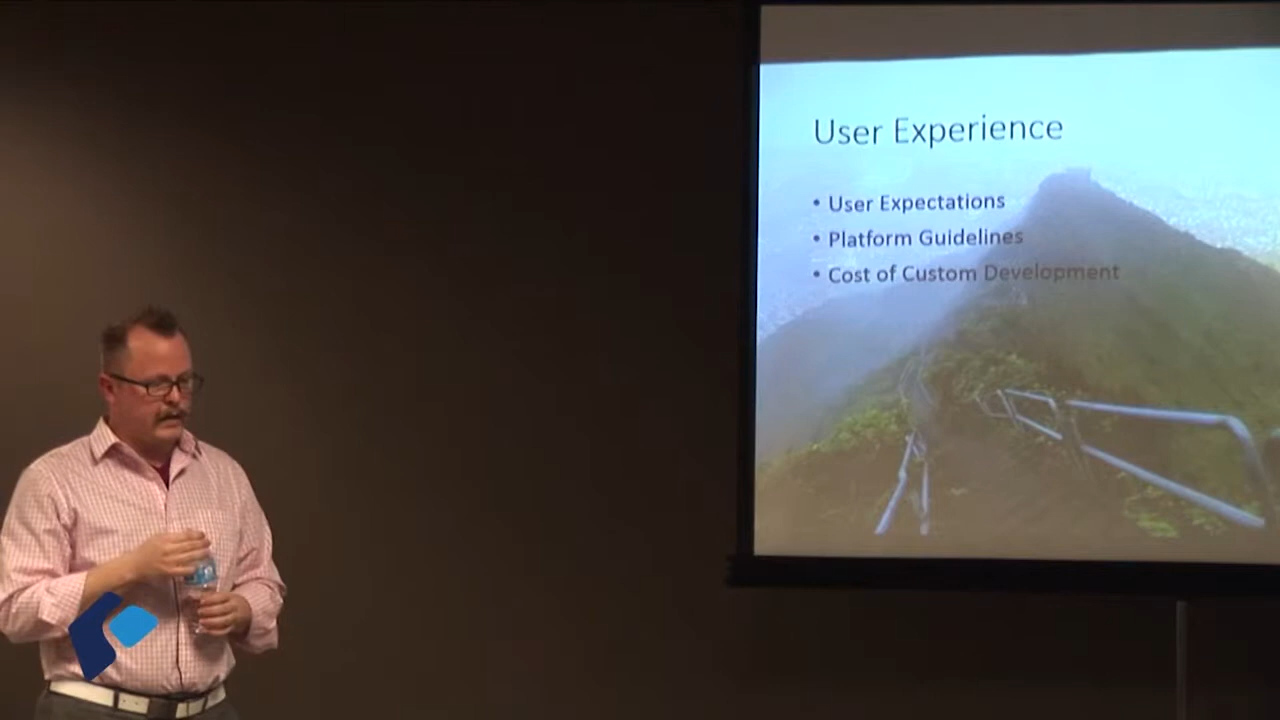 User Experience
• User Expectations
• Platform Guidelines
• Cost of Custom Development